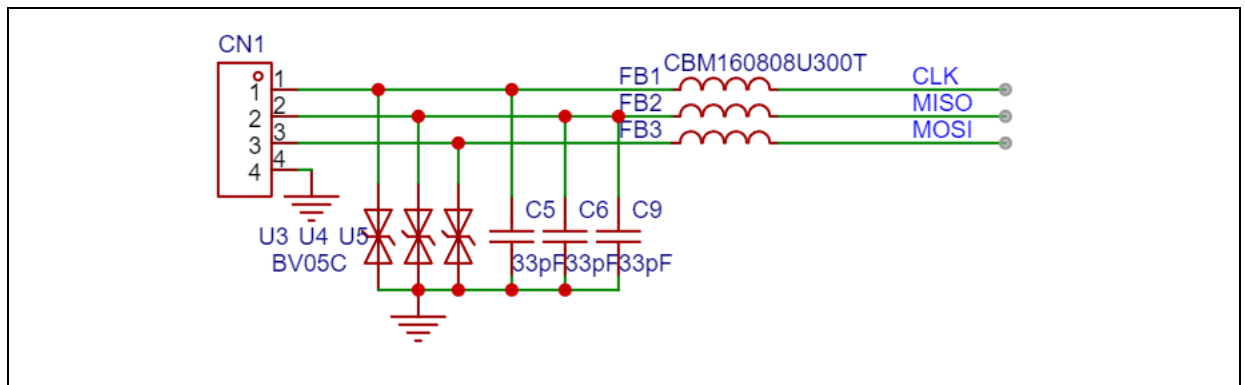 CN1
CBM160808U300T
1
1
FB1
CLK
2
2
FB2
MISO
3
3
FB3
MOSI
4
4
C5
C6
C9
U3 U4 U5
BV05C
33pF
33pF
33pF